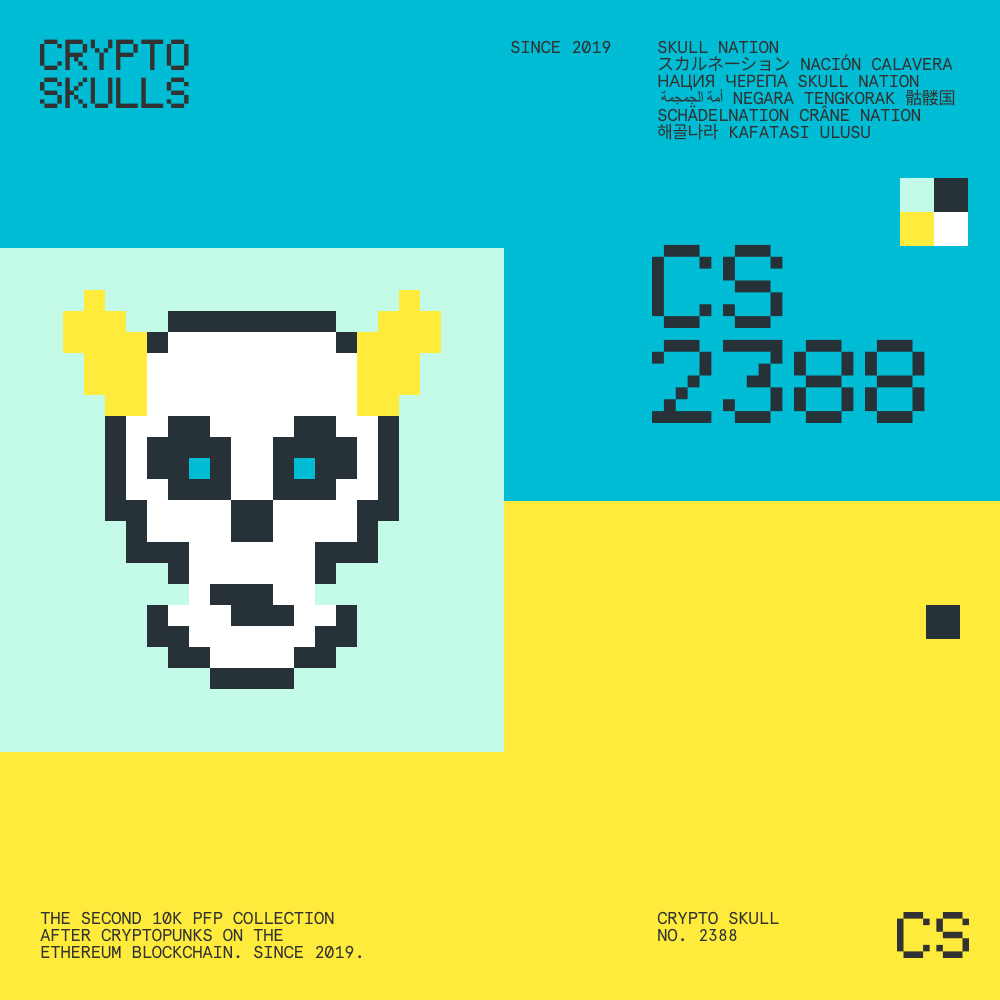 CRYPTO
SKULLS
SINCE 2019
SKULL NATION
スカルネーション NACIÓN CALAVERA
НАЦИЯ ЧЕРЕПА SKULL NATION
أمة الجمجمة NEGARA TENGKORAK 骷髅国
SCHÄDELNATION CRÂNE NATION
해골나라 KAFATASI ULUSU
CS
2388
THE SECOND 10K PFP COLLECTION
AFTER CRYPTOPUNKS ON THE
ETHEREUM BLOCKCHAIN. SINCE 2019.
CRYPTO SKULL
NO. 2388
CS